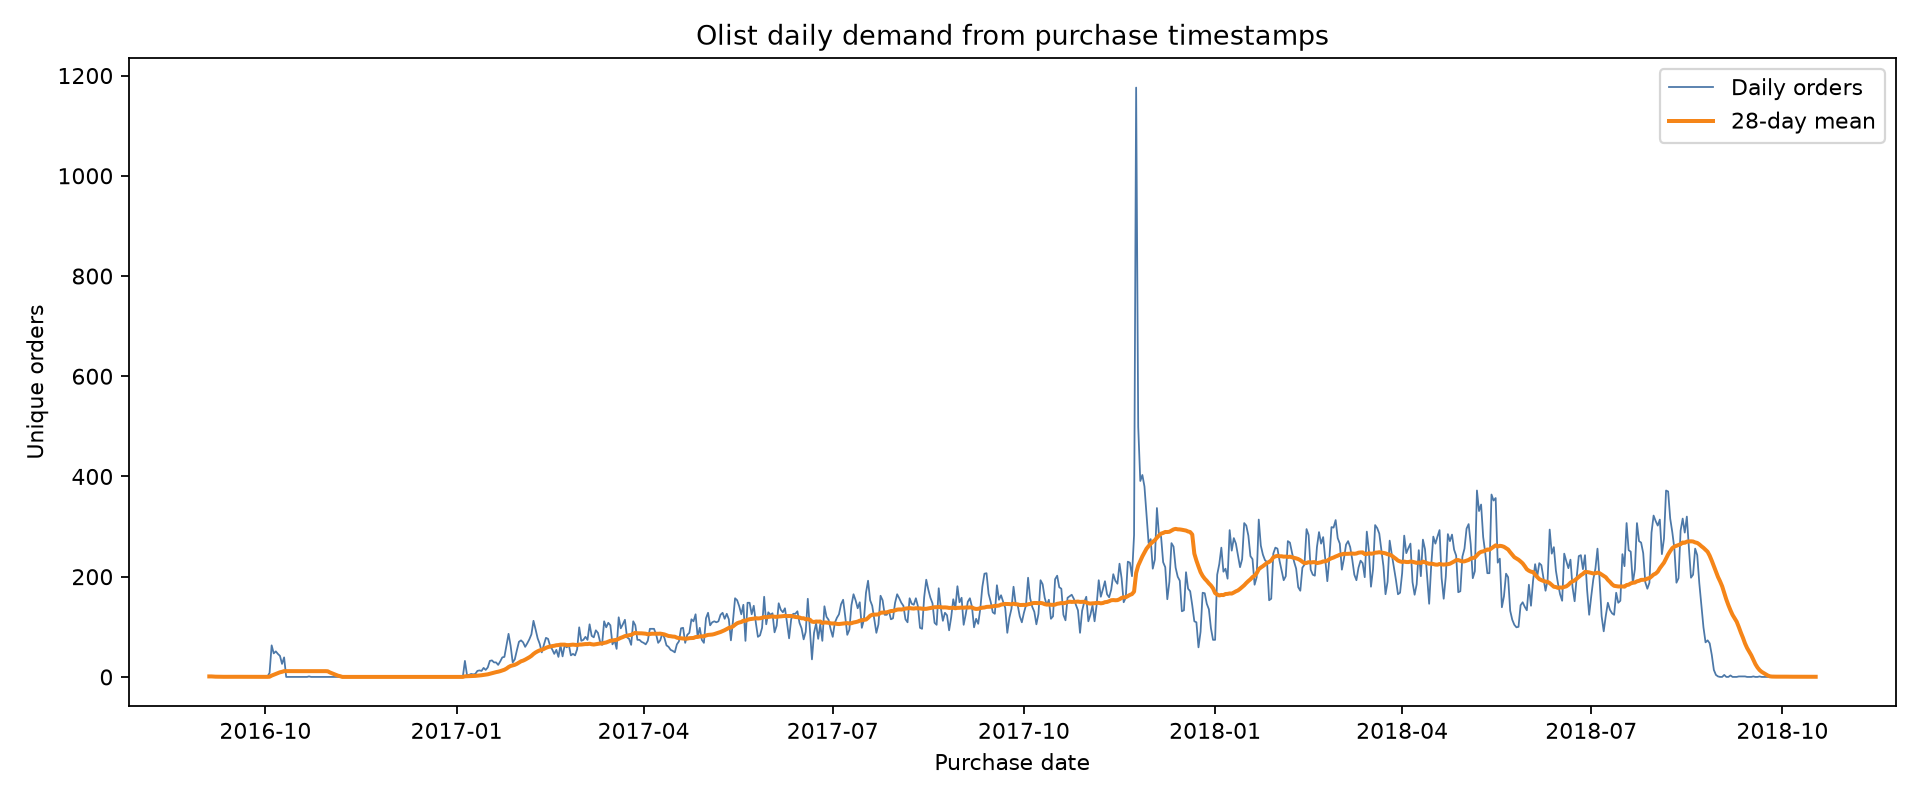 Olist daily demand from purchase timestamps
Daily orders
28-day mean
Unique orders
1200
1000
800
600
400
200
0
2016-10 2017-01 2017-04 2017-07 2017-10 2018-01 2018-04 2018-07 2018-10
Purchase date